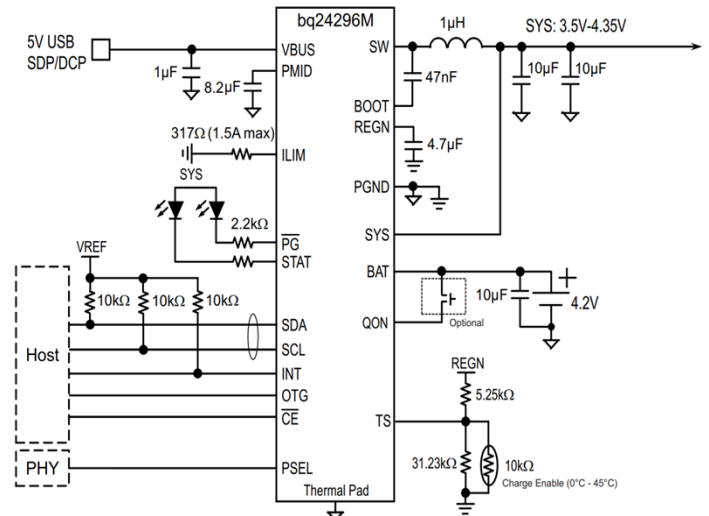 bq24296M
5V USB
SDP/DCP
VBUS
1µF
PMID
8.2µF
317Ω (1.5A max)
ILIM
SYS
2.2kΩ
PG
STAT
VREF
10kΩ
10kΩ
10kΩ
Host
SDA
SCL
INT
OTG
CE
PHY
PSEL
Thermal Pad
SW
1µH
SYS: 3.5V-4.35V
47nF
10µF
10µF
BOOT
REGN
4.7µF
PGND
SYS
BAT
10µF
4.2V
QON
Optional
REGN
5.25kΩ
TS
31.23kΩ
10kΩ
Charge Enable (0°C - 45°C)